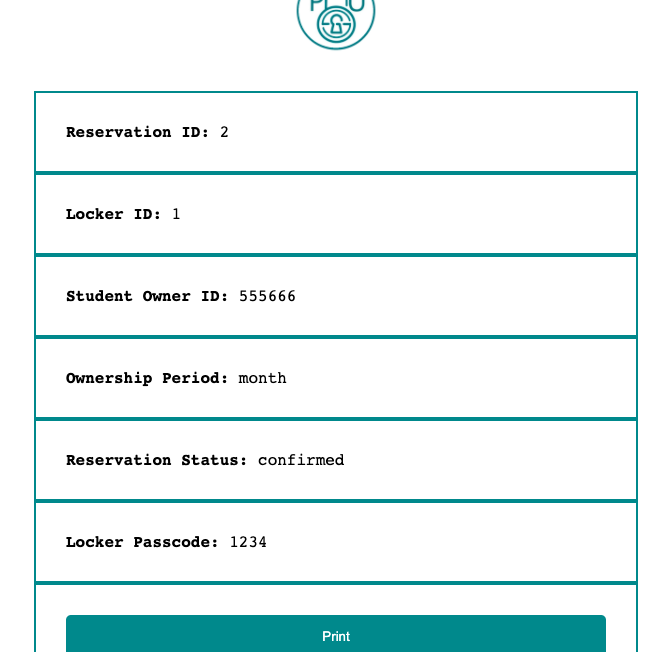 Reservation ID: 2
Locker ID: 1
Student Owner ID: 555666
Ownership Period: month
Reservation Status: confirmed
Locker Passcode: 1234
Print